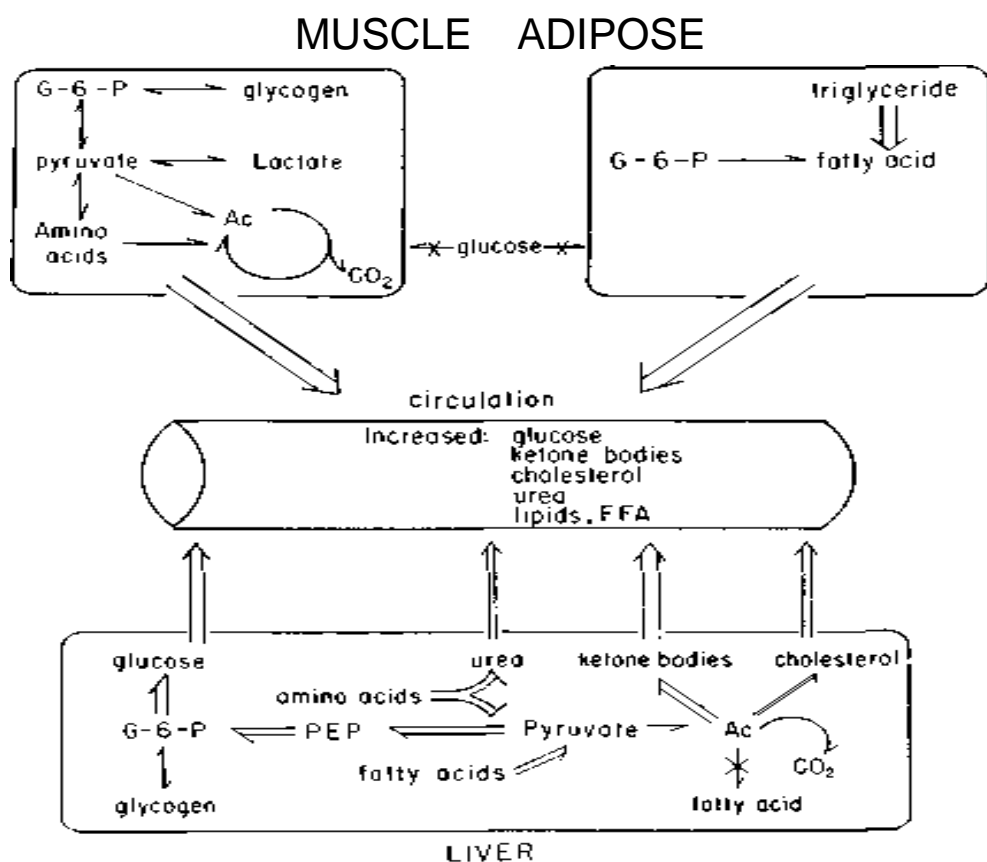 MUSCLE ADIPOSE
G-6-P glycogen
pyruvate Lactate
Ac
Amino
acids
CO2
glucose
triglyceride
G-6-P fatty acid
circulation
Increased: glucose
ketone bodies
cholesterol
urea
lipids, FFA
glucose urea ketone bodies cholesterol
amino acids
G-6-P PEP Pyruvate Ac
fatty acids CO2
glycogen fatty acid
LIVER